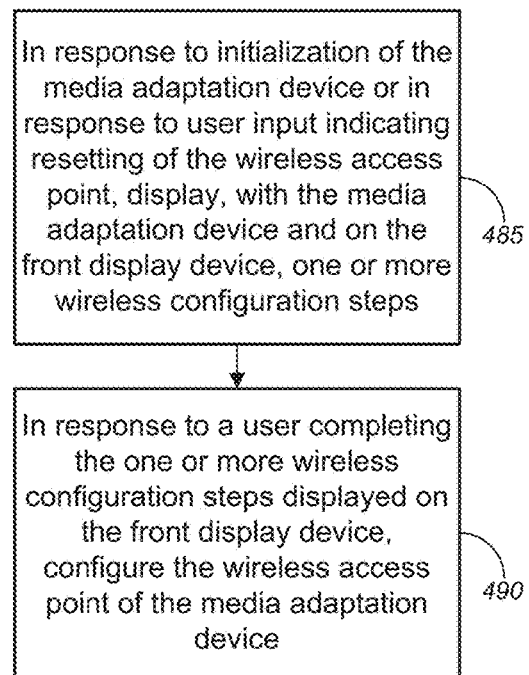 In response to initialization of the
media adaptation device or in
response to user input indicating
resetting of the wireless access
point, display, with the media
adaptation device and on the
front display device, one or more
wireless configuration steps
485
In response to a user completing
the one or more wireless
configuration steps displayed on
the front display device,
configure the wireless access
point of the media adaptation
device
490